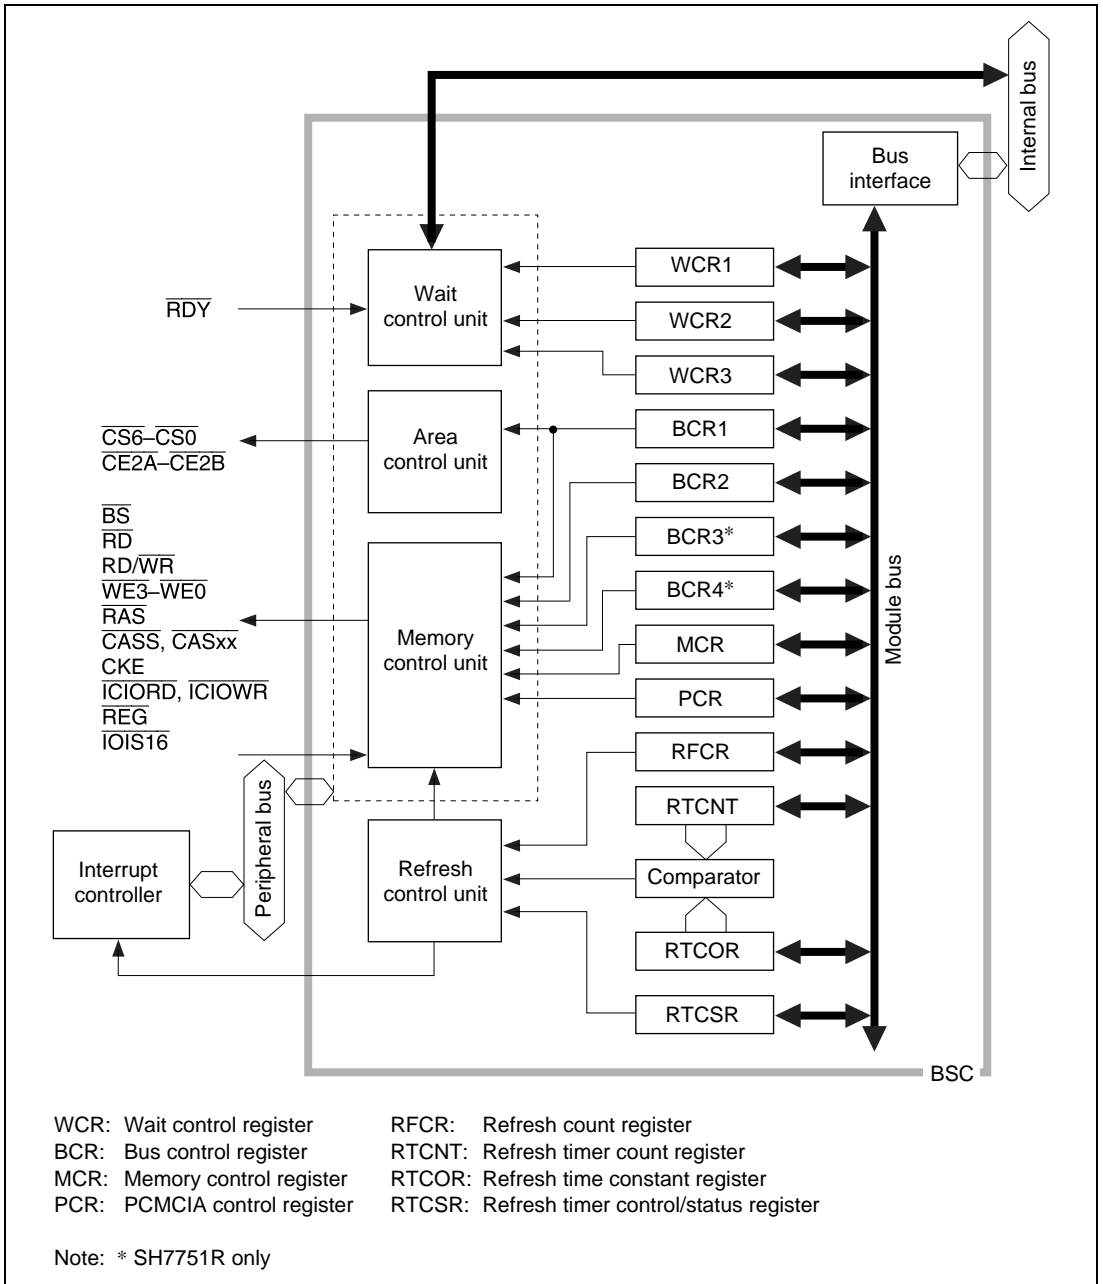 Internal bus
Bus
interface
Wait
control unit
RDY
WCR1
WCR2
WCR3
Area
control unit
CS6–CS0
CE2A–CE2B
BCR1
BCR2
BCR3*
BCR4*
MCR
PCR
RFCR
RTCNT
Comparator
RTCOR
RTCSR
Module bus
BS
RD
RD/WR
WE3–WE0
RAS
CASS, CASxx
CKE
ICIORD, ICIOWR
REG
IOIS16
Memory
control unit
Peripheral bus
Interrupt
controller
Refresh
control unit
BSC
WCR: Wait control register
BCR: Bus control register
MCR: Memory control register
PCR: PCMCIA control register
RFCR: Refresh count register
RTCNT: Refresh timer count register
RTCOR: Refresh time constant register
RTCSR: Refresh timer control/status register
Note: * SH7751R only